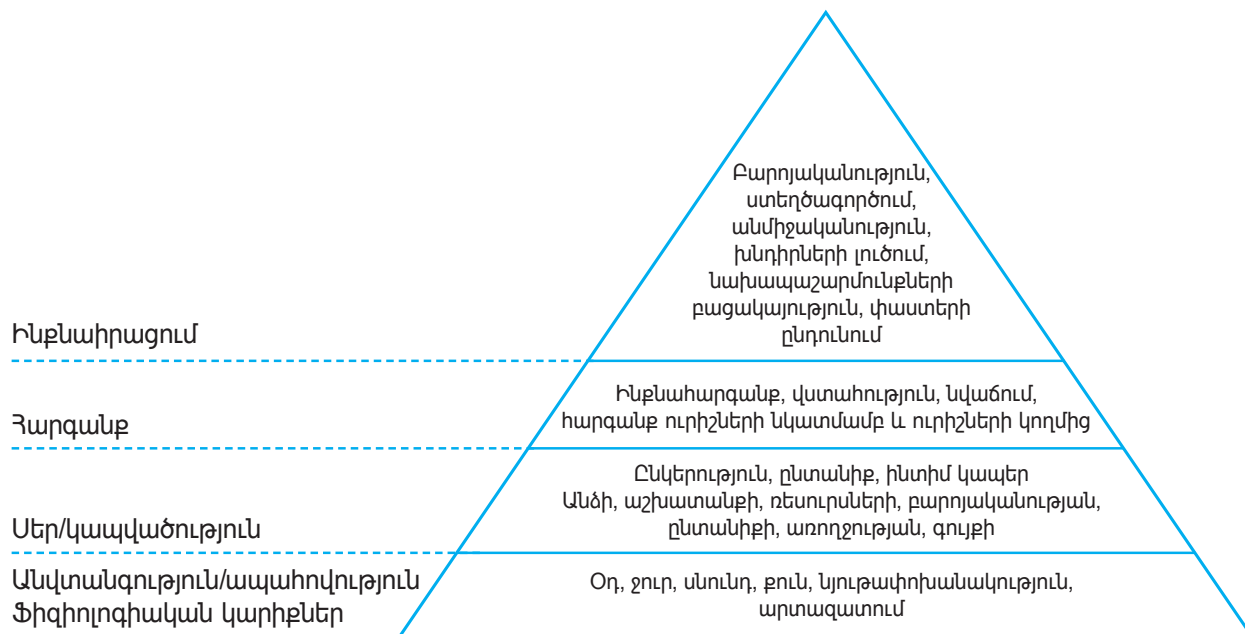 Բարոյականություն,
ստեղծագործում,
անմիջականություն,
խնդիրների լուծում,
նախապաշարմունքների
բացակայություն, փաստերի
ընդունում
Ինքնաիրացում
Ինքնահարգանք, վստահություն, նվաճում,
հարգանք ուրիշների նկատմամբ և ուրիշների կողմից
Հարգանք
Ընկերություն, ընտանիք, ինտիմ կապեր
Անձի, աշխատանքի, ռեսուրսների, բարոյականության,
ընտանիքի, առողջության, գույքի
Սեր/կապվածություն
Անվտանգություն/ապահովություն
Ֆիզիոլոգիական կարիքներ
Օդ, ջուր, սնունդ, քուն, նյութափոխանակություն,
արտազատում